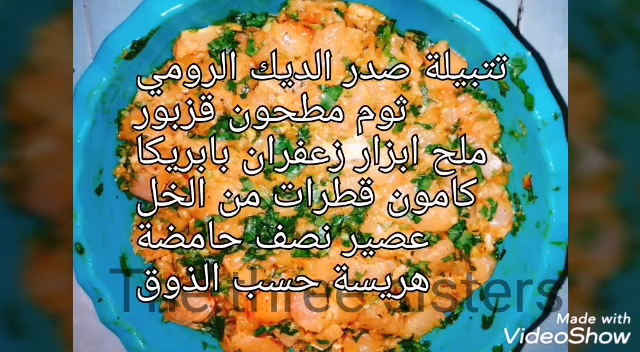 تتبيلة صدر الديك الرومي
ثوم مطحون قزبور
ملح ابزار زعفران بابريكا
كامون قطرات من الخل
عصير نصف حامضة
هريسة حسب الذوق
The three sisters
Made with
VideoShow